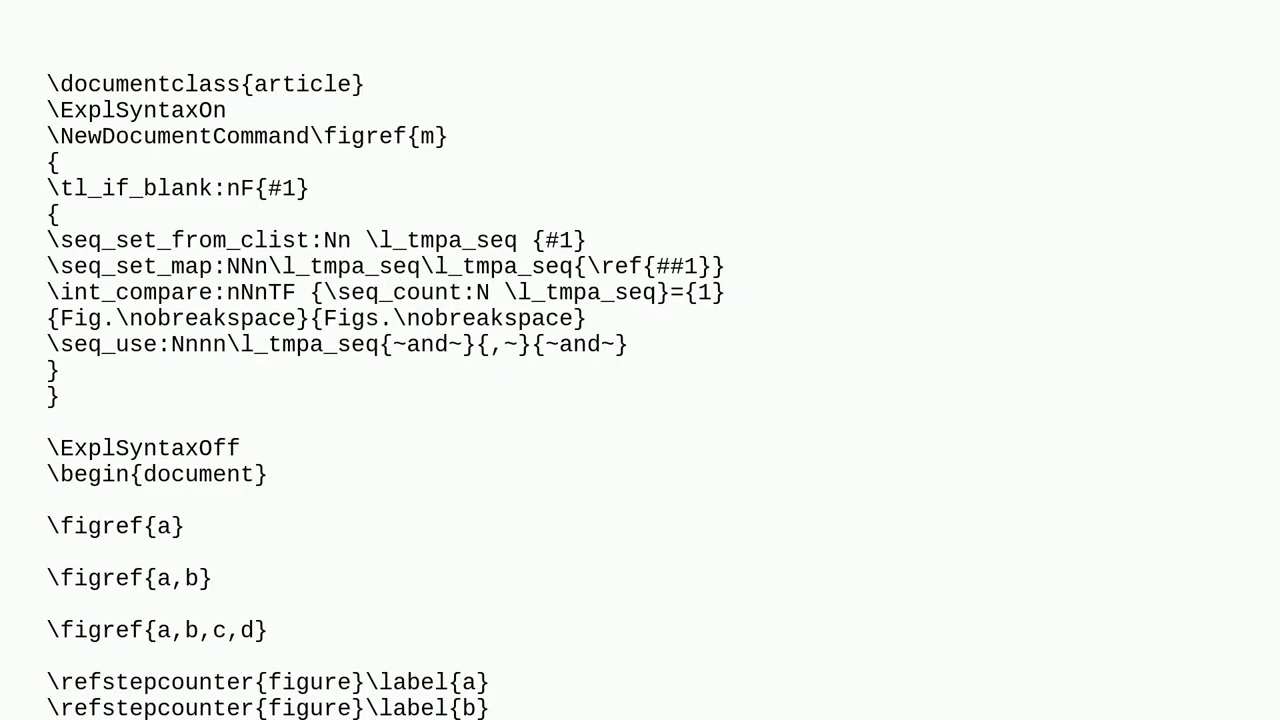 \documentclass{article}
\ExplSyntaxOn
\NewDocumentCommand\figref{m}
{
\tl_if_blank:nF{#1}
{
\seq_set_from_clist:Nn \l_tmpa_seq {#1}
\seq_set_map:NNn\l_tmpa_seq\l_tmpa_seq{\ref{##1}}
\int_compare:nNnTF {\seq_count:N \l_tmpa_seq}={1}
{Fig.\nobreakspace}{Figs.\nobreakspace}
\seq_use:Nnnn\l_tmpa_seq{~and~}{,~}{~and~}
}
}
\ExplSyntaxOff
\begin{document}
\figref{a}
\figref{a,b}
\figref{a,b,c,d}
\refstepcounter{figure}\label{a}
\refstepcounter{figure}\label{b}